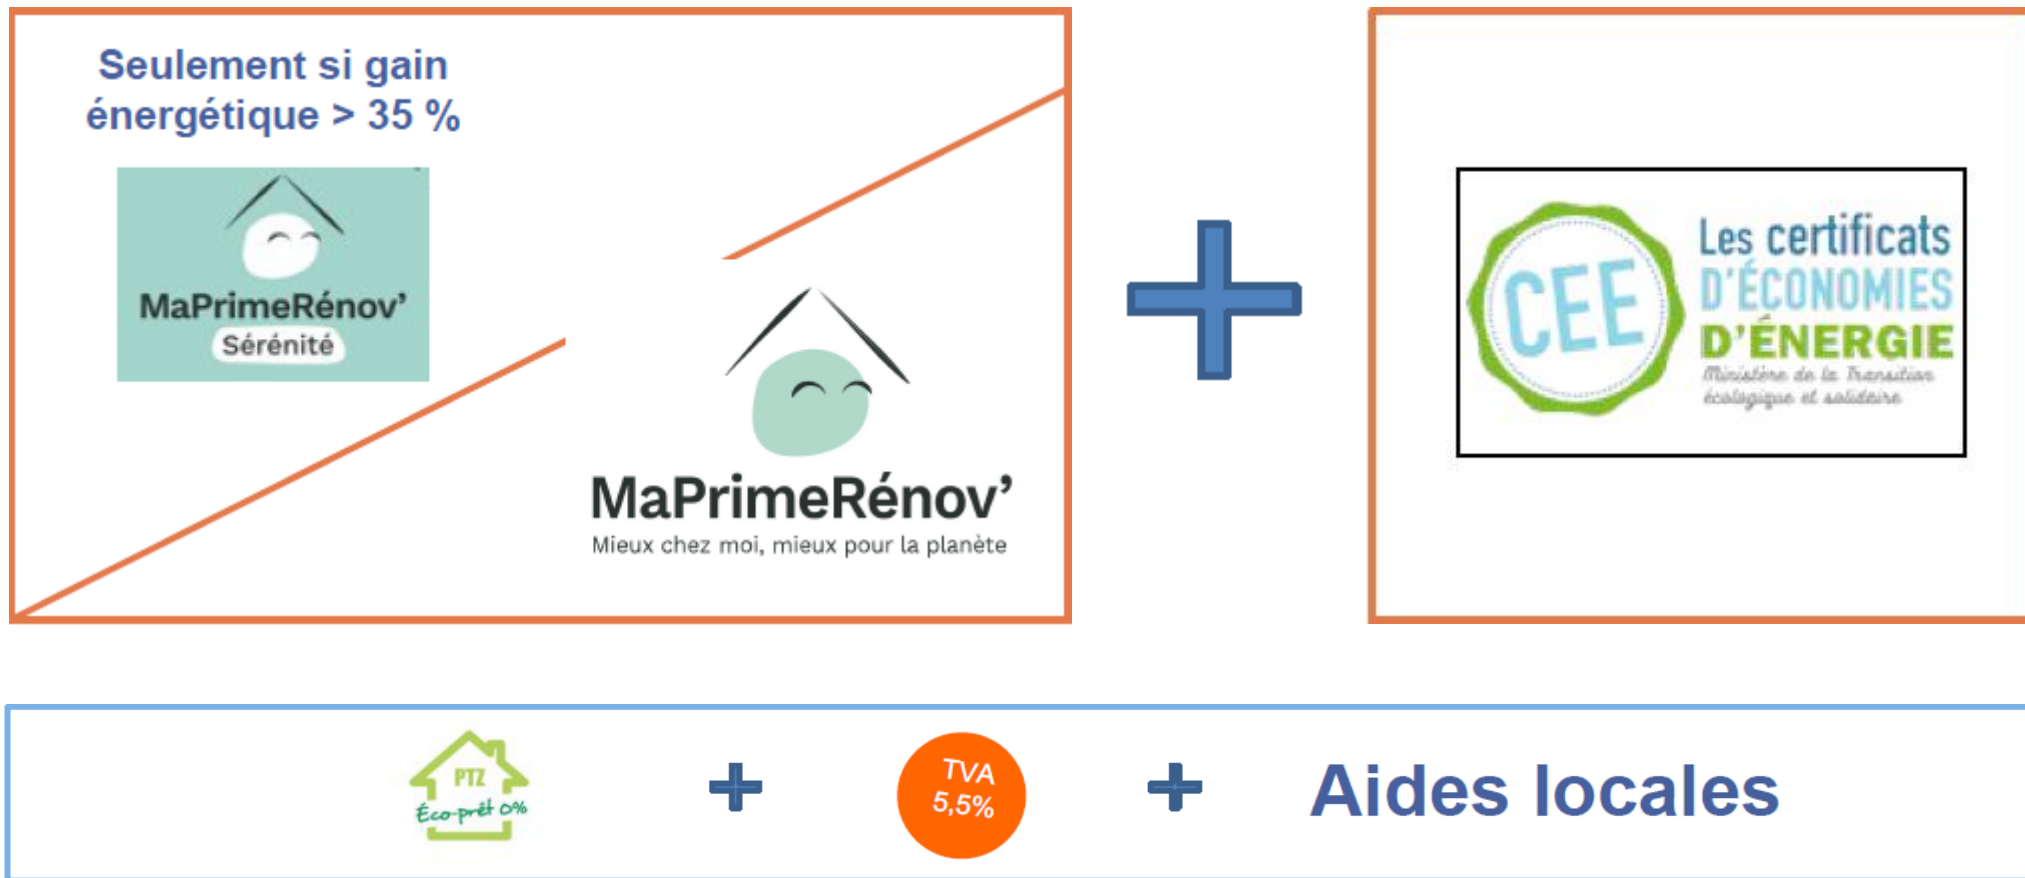 Seulement si gain
énergétique > 35 %
MaPrimeRénov’
Sérénité
MaPrimeRénov’
Mieux chez moi, mieux pour la planète
CEE
Les certificats
D'ÉCONOMIES
D'ÉNERGIE
Ministère de la Transition
écologique et solidaire
PTZ
Éco-prêt 0%
TVA
5,5%
Aides locales